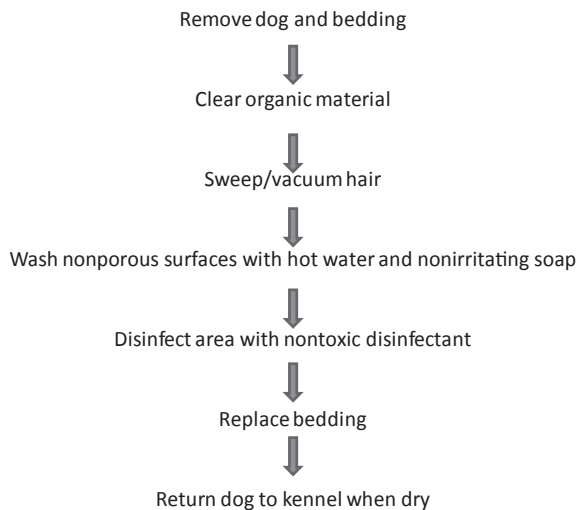 Remove dog and bedding
Clear organic material
Sweep/vacuum hair
Wash nonporous surfaces with hot water and nonirritating soap
Disinfect area with nontoxic disinfectant
Replace bedding
Return dog to kennel when dry